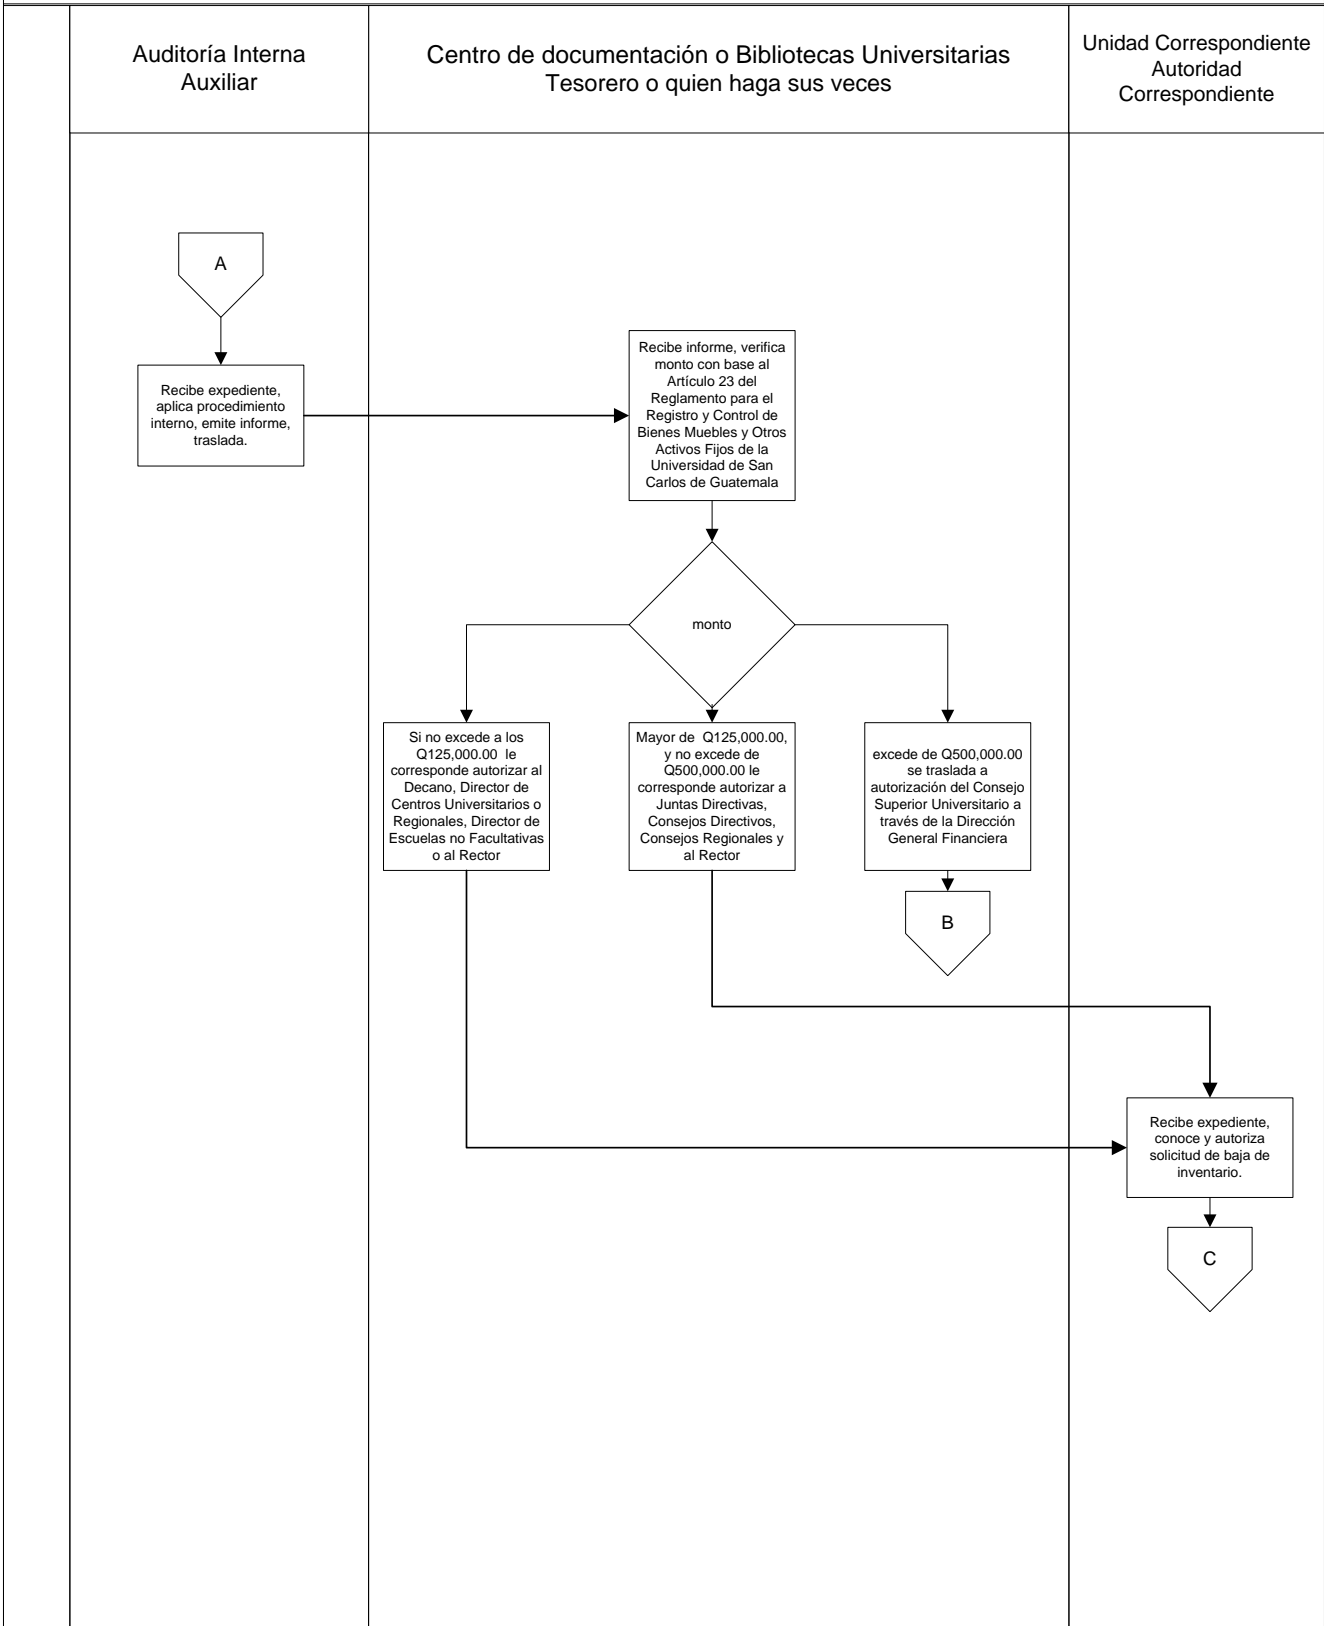 Auditoría Interna
Auxiliar
Centro de documentación o Bibliotecas Universitarias
Tesorero o quien haga sus veces
Unidad Correspondiente
Autoridad
Correspondiente
A
Recibe expediente,
aplica procedimiento
interno, emite informe,
traslada.
Recibe informe, verifica
monto con base al
Artículo 23 del
Reglamento para el
Registro y Control de
Bienes Muebles y Otros
Activos Fijos de la
Universidad de San
Carlos de Guatemala
monto
Si no excede a los
Q125,000.00 le
corresponde autorizar al
Decano, Director de
Centros Universitarios o
Regionales, Director de
Escuelas no Facultativas
o al Rector
Mayor de Q125,000.00,
y no excede de
Q500,000.00 le
corresponde autorizar a
Juntas Directivas,
Consejos Directivos,
Consejos Regionales y
al Rector
excede de Q500,000.00
se traslada a
autorización del Consejo
Superior Universitario a
través de la Dirección
General Financiera
B
Recibe expediente,
conoce y autoriza
solicitud de baja de
inventario.
C